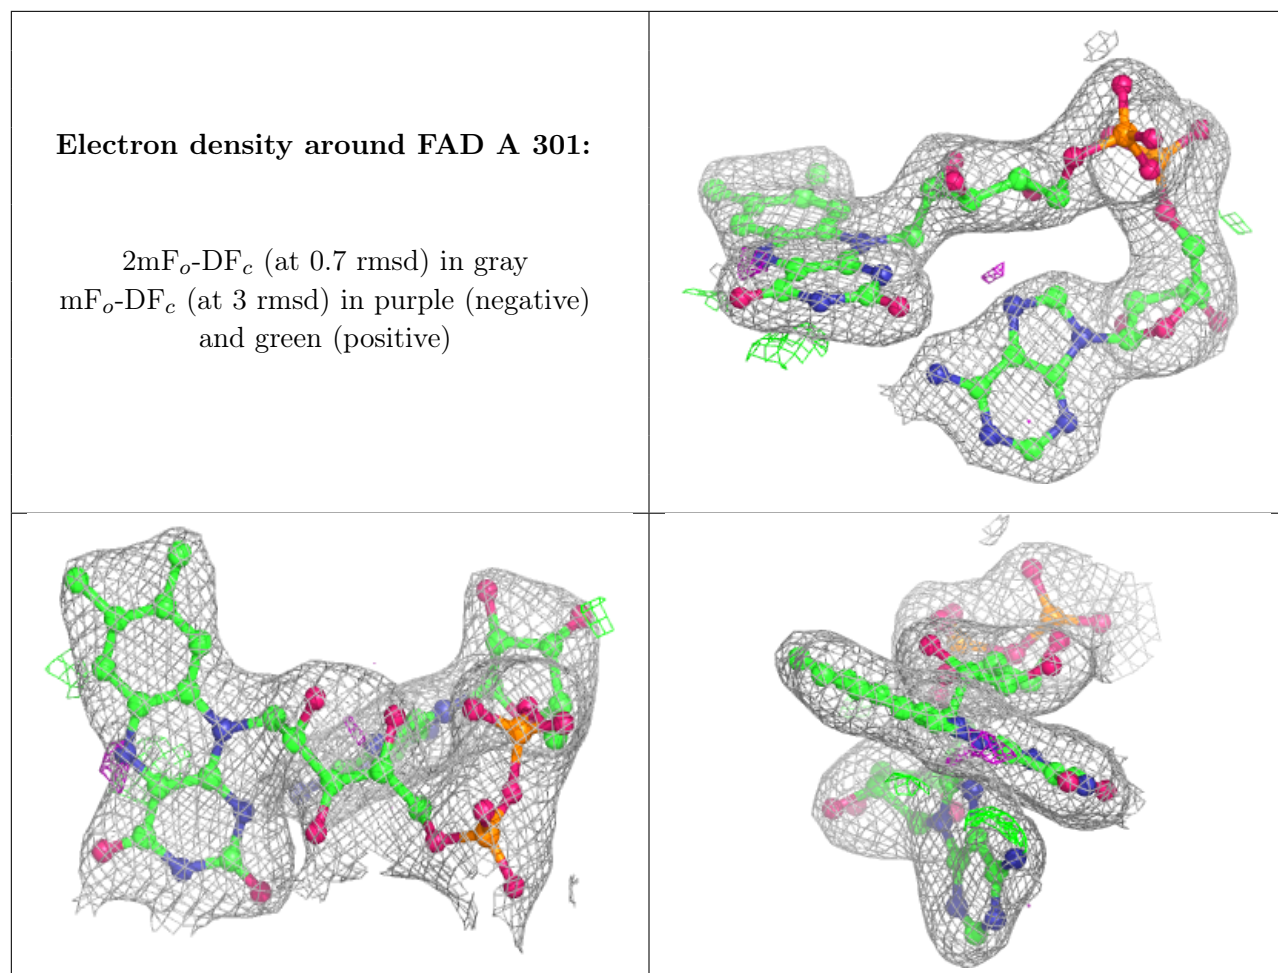 Electron density around FAD A 301:
2mFo-DFc (at 0.7 rmsd) in gray
mFo-DFc (at 3 rmsd) in purple (negative)
and green (positive)